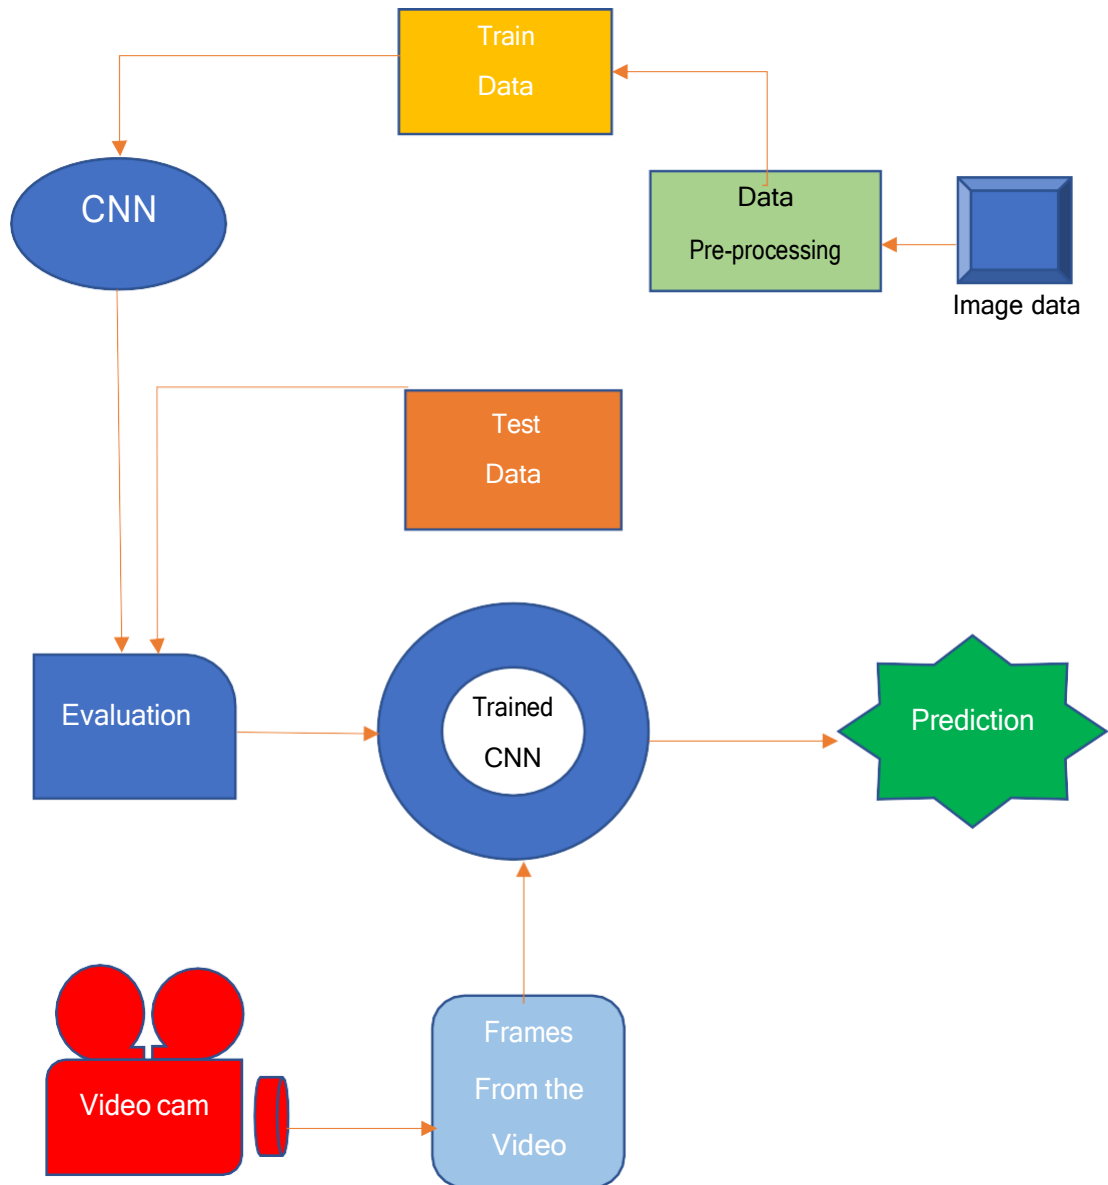 Train
Data
CNN
Data
Pre-processing
Image data
Test
Data
Evaluation
Trained
CNN
Prediction
Video cam
Frames
From the
Video